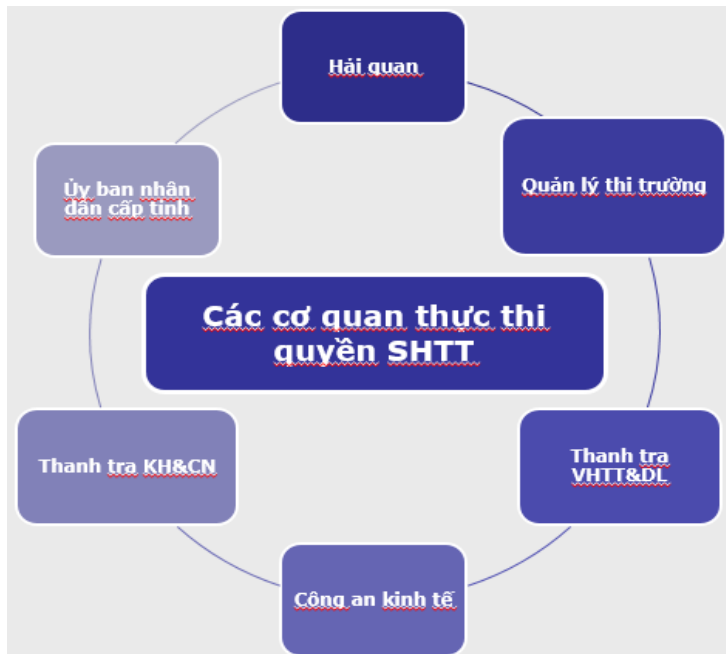 Hải quan
Quản lý thi trường
Ủy ban nhân
dân cấp tỉnh
Các cơ quan thực thi
quyền SHTT
Thanh tra KH&CN
Thanh tra
VHTT&DL
Công an kinh tế